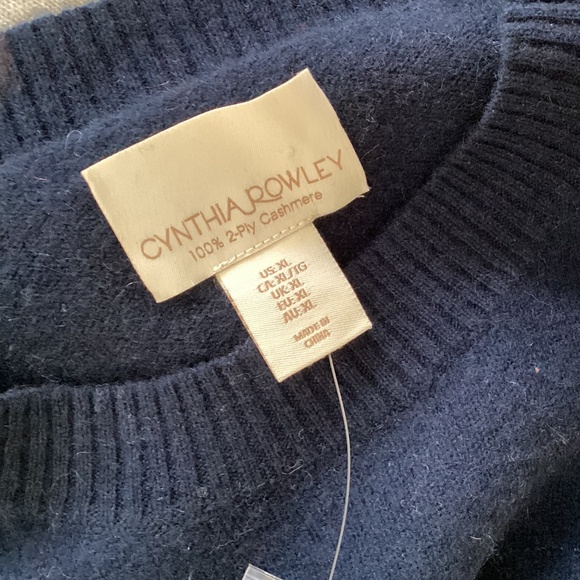 CYNTHIA ROWLEY
100% 2-Ply Cashmere
US: XL
CA: XL/TG
UK: XL
EU: XL
AU: XL
MADE IN
CHINA